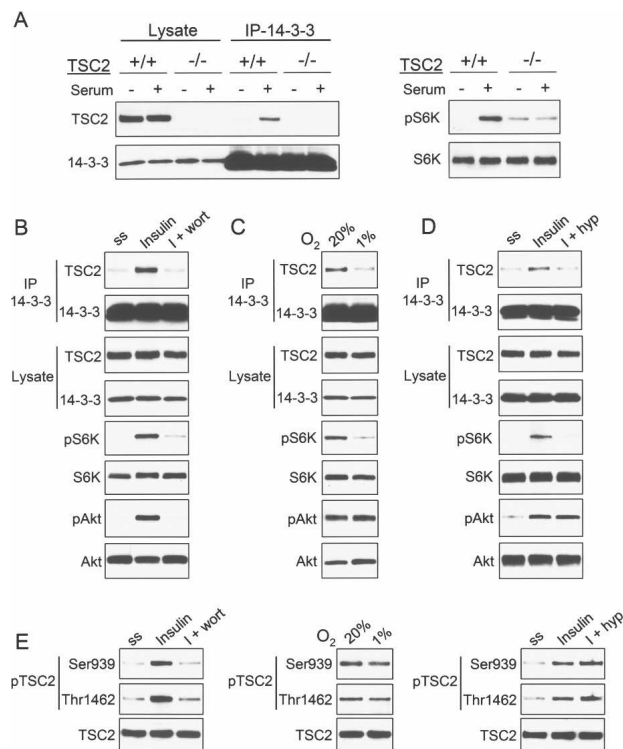 A
Lysate IP-14-3-3
TSC2 +/+ -/- +/+ -/- TSC2 +/+ -/-
Serum - + - + - + - + Serum - + - +
TSC2 pS6K
14-3-3 S6K
B C D
ss Insulin I + wort O2 20% 1% ss Insulin I + hyp
IP 14-3-3 TSC2 IP 14-3-3 TSC2 IP 14-3-3 TSC2
14-3-3 14-3-3 14-3-3
Lysate TSC2 Lysate TSC2 Lysate TSC2
14-3-3 14-3-3 14-3-3
pS6K pS6K pS6K
S6K S6K S6K
pAkt pAkt pAkt
Akt Akt Akt
E
ss Insulin I + wort O2 20% 1% ss Insulin I + hyp
pTSC2 Ser939 pTSC2 Ser939 pTSC2 Ser939
Thr1462 Thr1462 Thr1462
TSC2 TSC2 TSC2